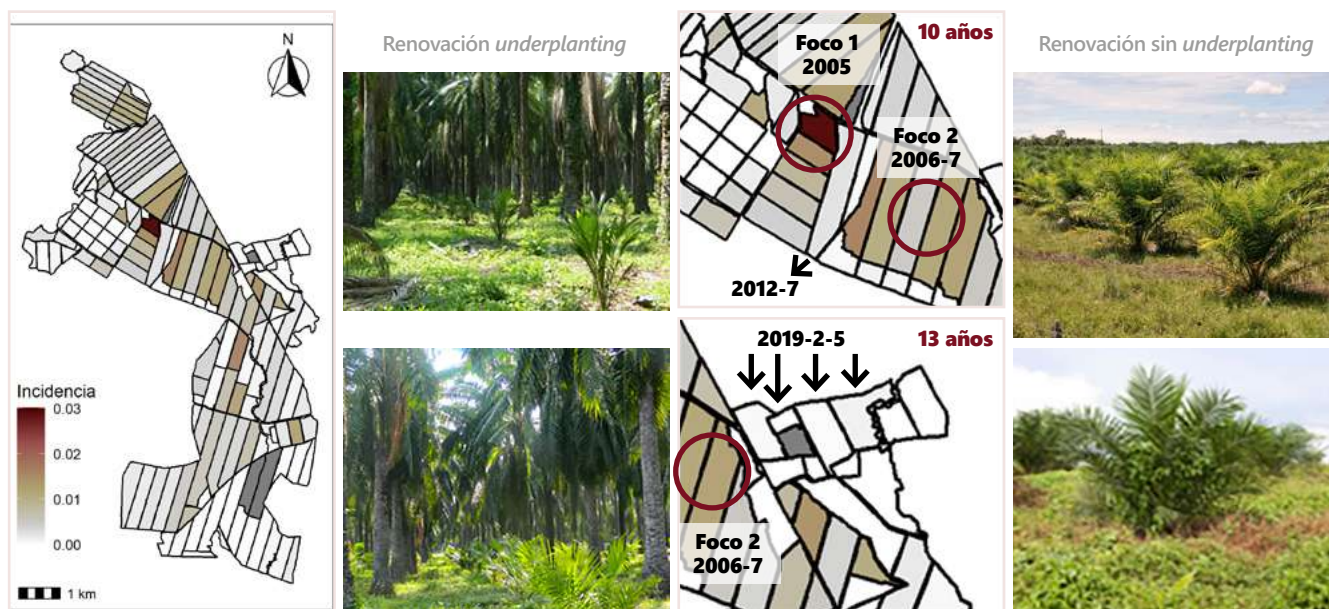 N
Incidencia
0.03
0.02
0.01
0.00
1 km
Renovación underplanting
10 años
Foco 1
2005
Foco 2
2006-7
2012-7
13 años
2019-2-5
Foco 2
2006-7
Renovación sin underplanting